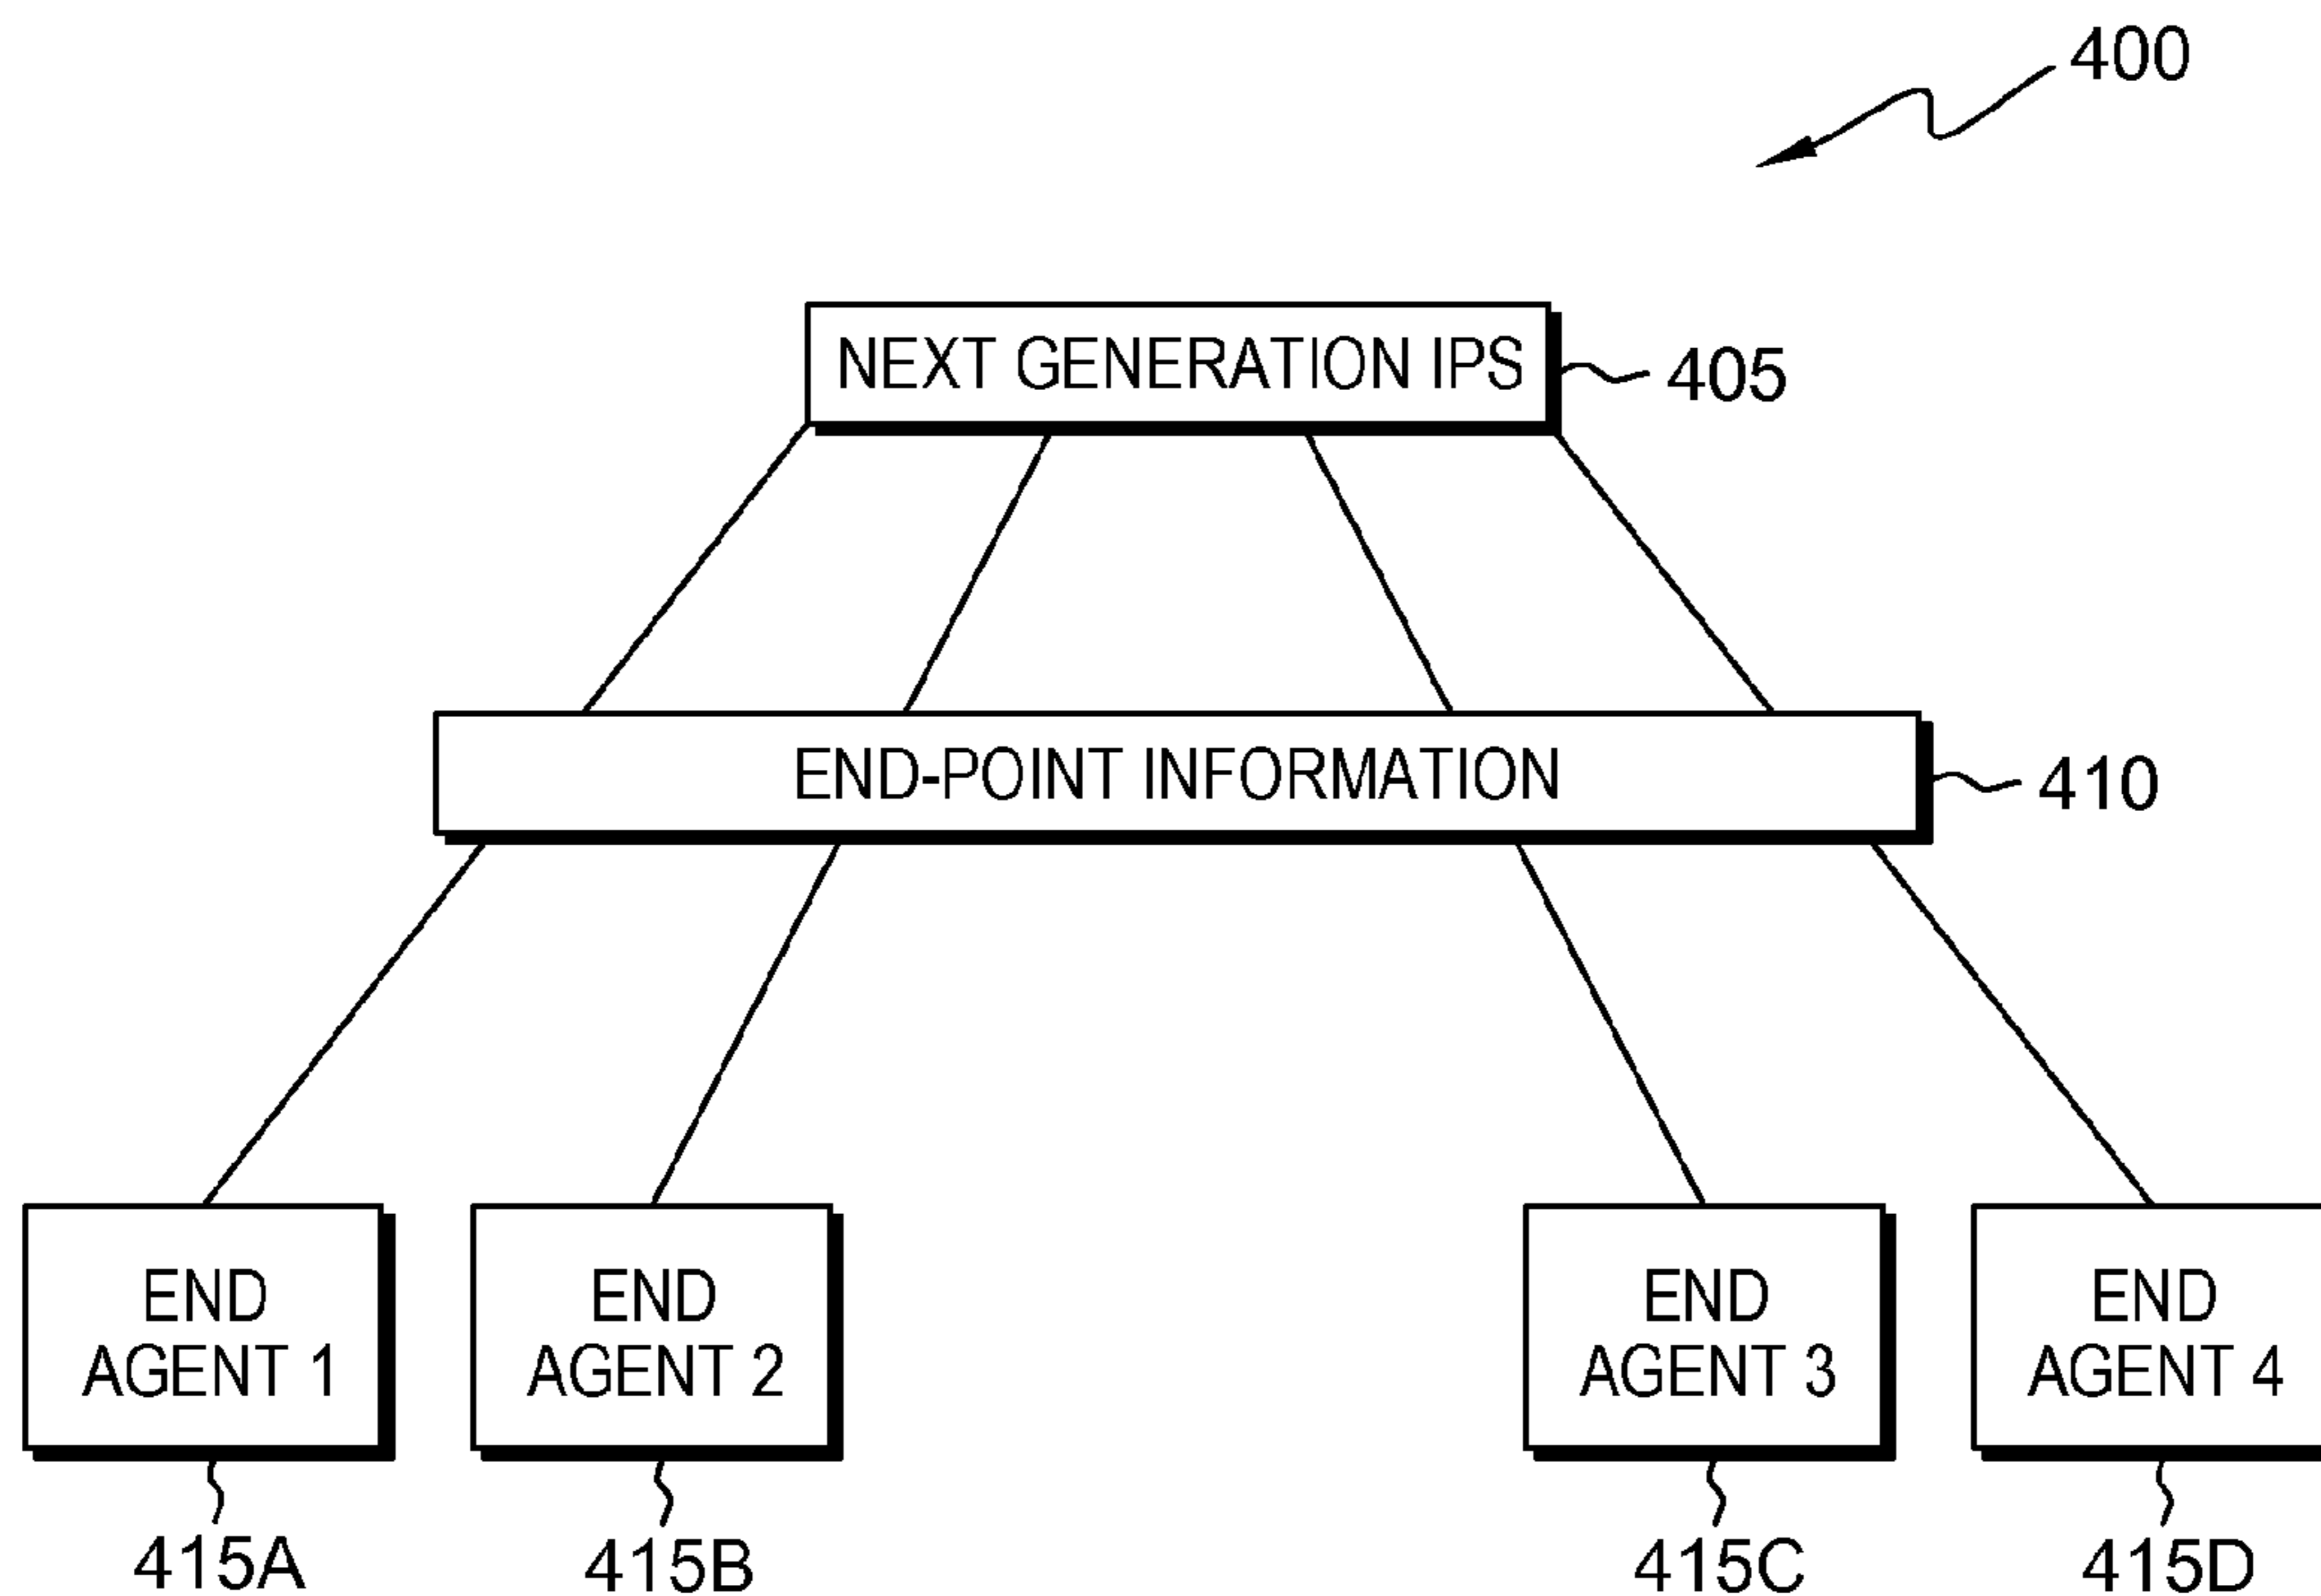 400
NEXT GENERATION IPS
405
END-POINT INFORMATION
410
END
AGENT 1
END
AGENT 2
END
AGENT 3
END
AGENT 4
415A
415B
415C
415D